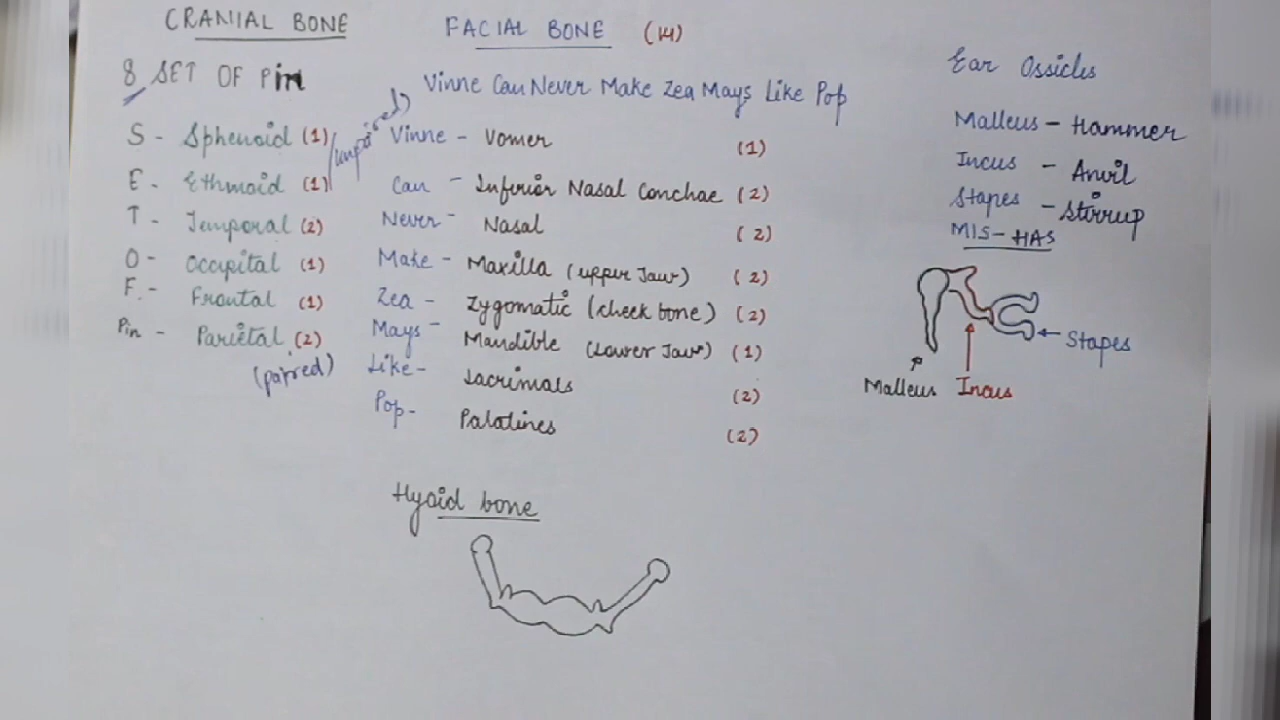 CRANIAL BONE
8 SET OF Pin
S - Sphenoid (1)
E - Ethmoid (1)
(unpaired)
T - Temporal (2)
O - Occipital (1)
F. - Frontal (1)
Pin - Parietal (2)
(paired)
FACIAL BONE (14)
Vinne Can Never Make Zea Mays Like Pop
Vinne - Vomer (1)
Can - Inferior Nasal Conchae (2)
Never - Nasal (2)
Make - Maxilla (upper Jaw) (2)
Zea - Zygomatic (cheek bone) (2)
Mays - Mandible (Lower Jaw) (1)
Like - Lacrimals (2)
Pop - Palatines (2)
Ear Ossicles
Malleus - Hammer
Incus - Anvil
Stapes - Stirrup
MIS - HAS
Stapes
Malleus
Incus
Hyoid bone